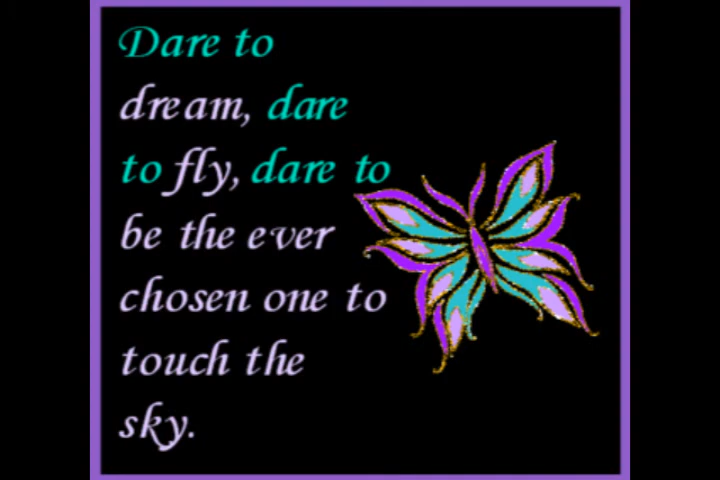 Dare to
dream, dare
to fly, dare to
be the ever
chosen one to
touch the
sky.